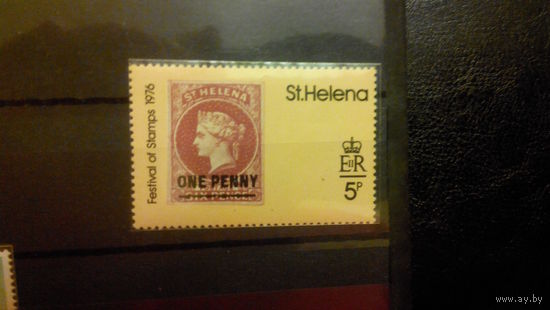 Festival of Stamps 1976
ST HELENA
ONE PENNY
St.Helena
EIIR
5P
www.ay.by